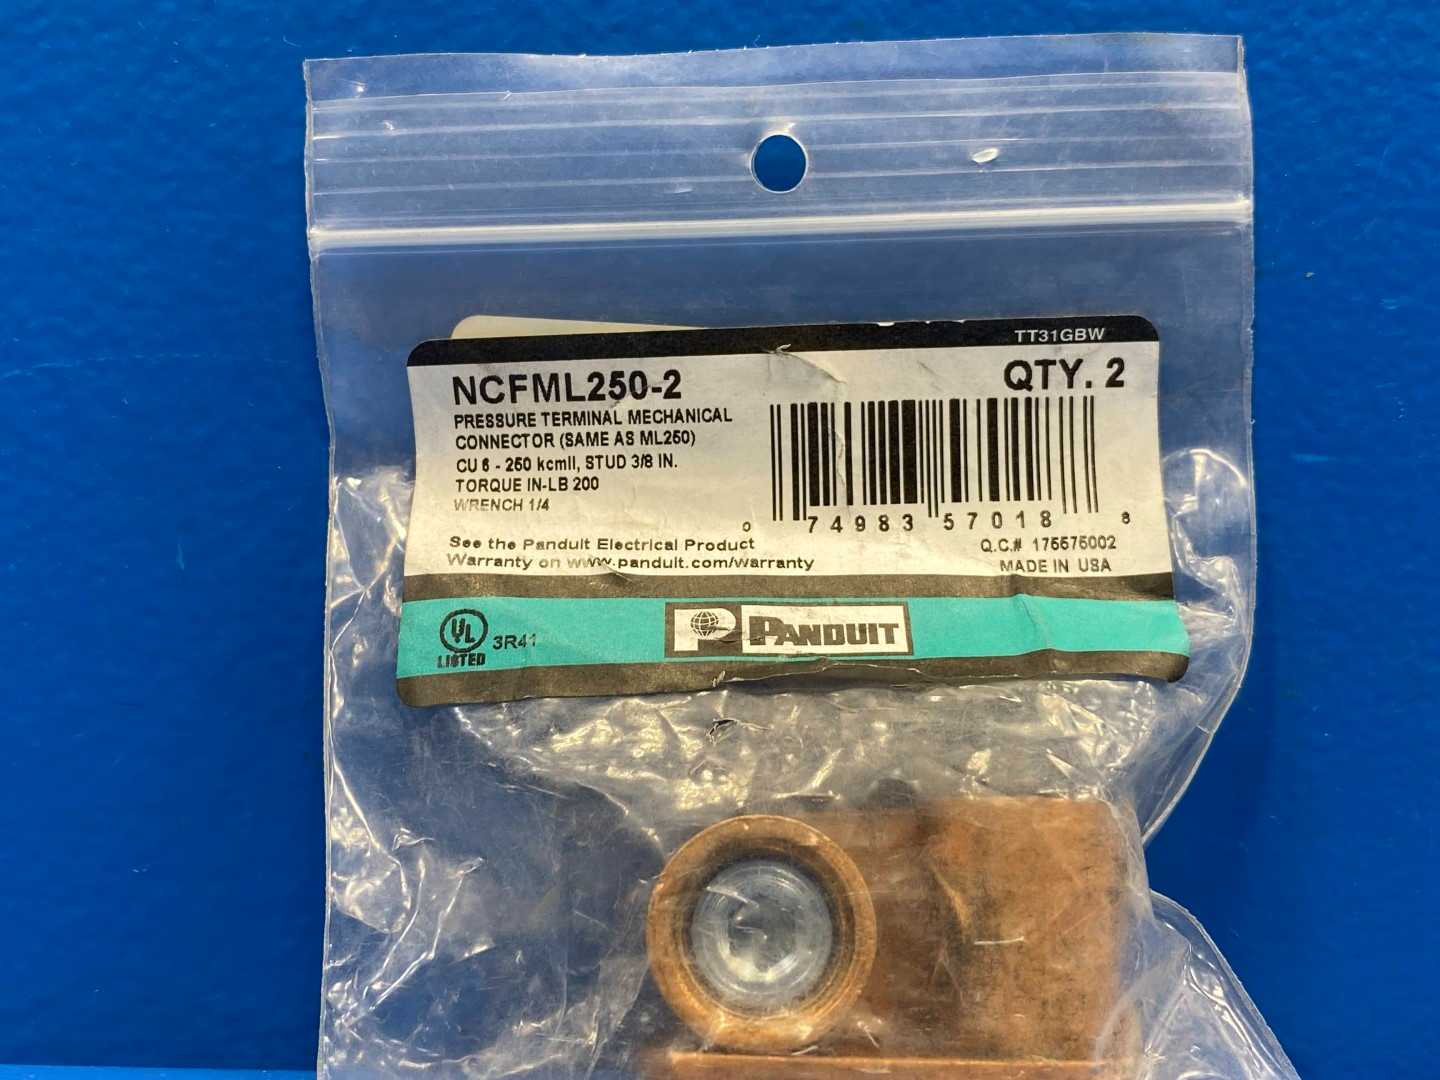 TT31GBW
NCFML250-2
QTY. 2
PRESSURE TERMINAL MECHANICAL
CONNECTOR (SAME AS ML250)
CU 6 - 250 kcmil, STUD 3/8 IN.
TORQUE IN-LB 200
WRENCH 1/4
0 74983 57018 8
See the Panduit Electrical Product
Warranty on www.panduit.com/warranty
Q.C.# 175575002
MADE IN USA
UL
LISTED
3R41
P PANDUIT